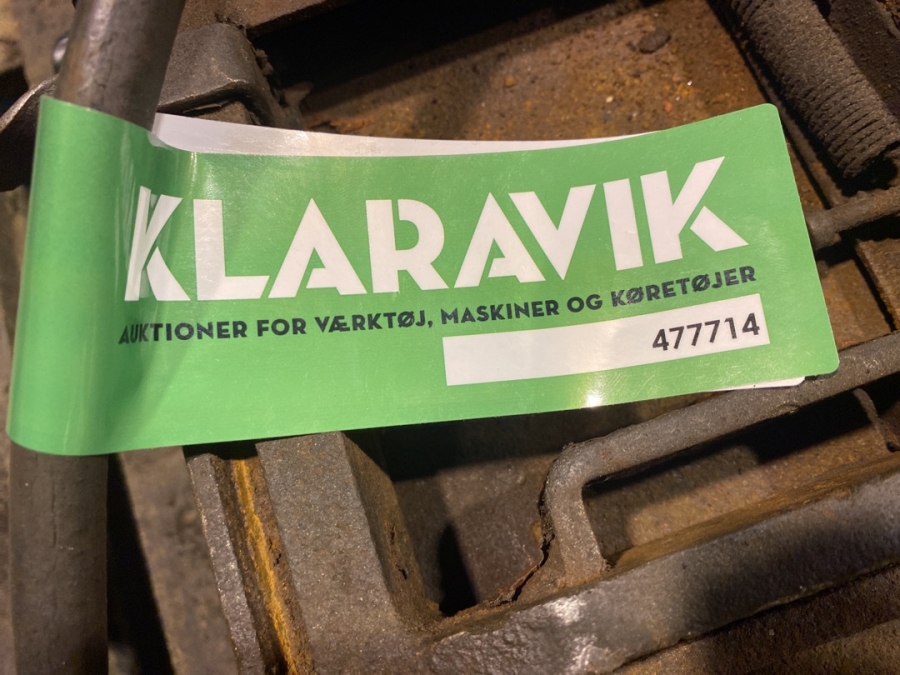 KLARAVIK
AUKTIONER FOR VÆRKTØJ, MASKINER OG KØRETØJER
477714